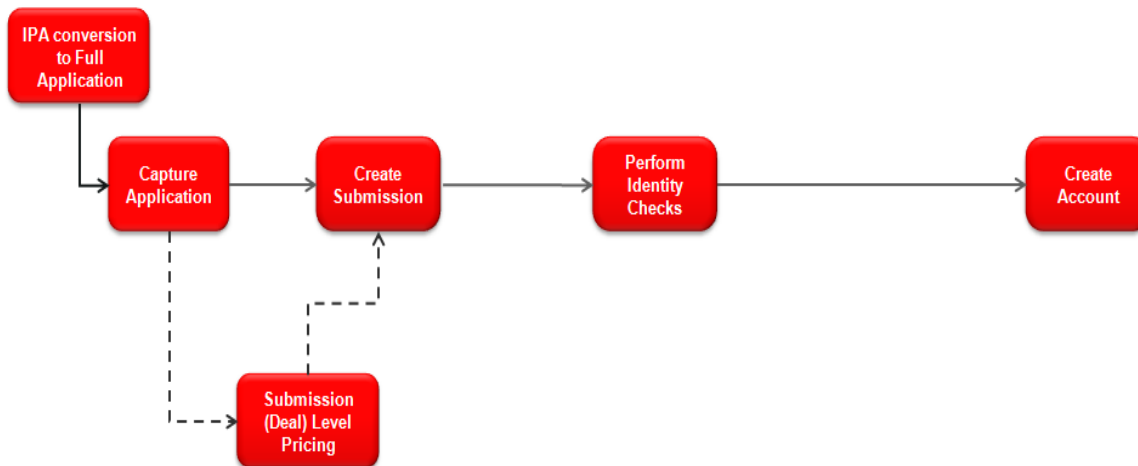 IPA conversion
to Full
Application
Capture
Application
Create
Submission
Perform
Identity
Checks
Create
Account
Submission
(Deal) Level
Pricing